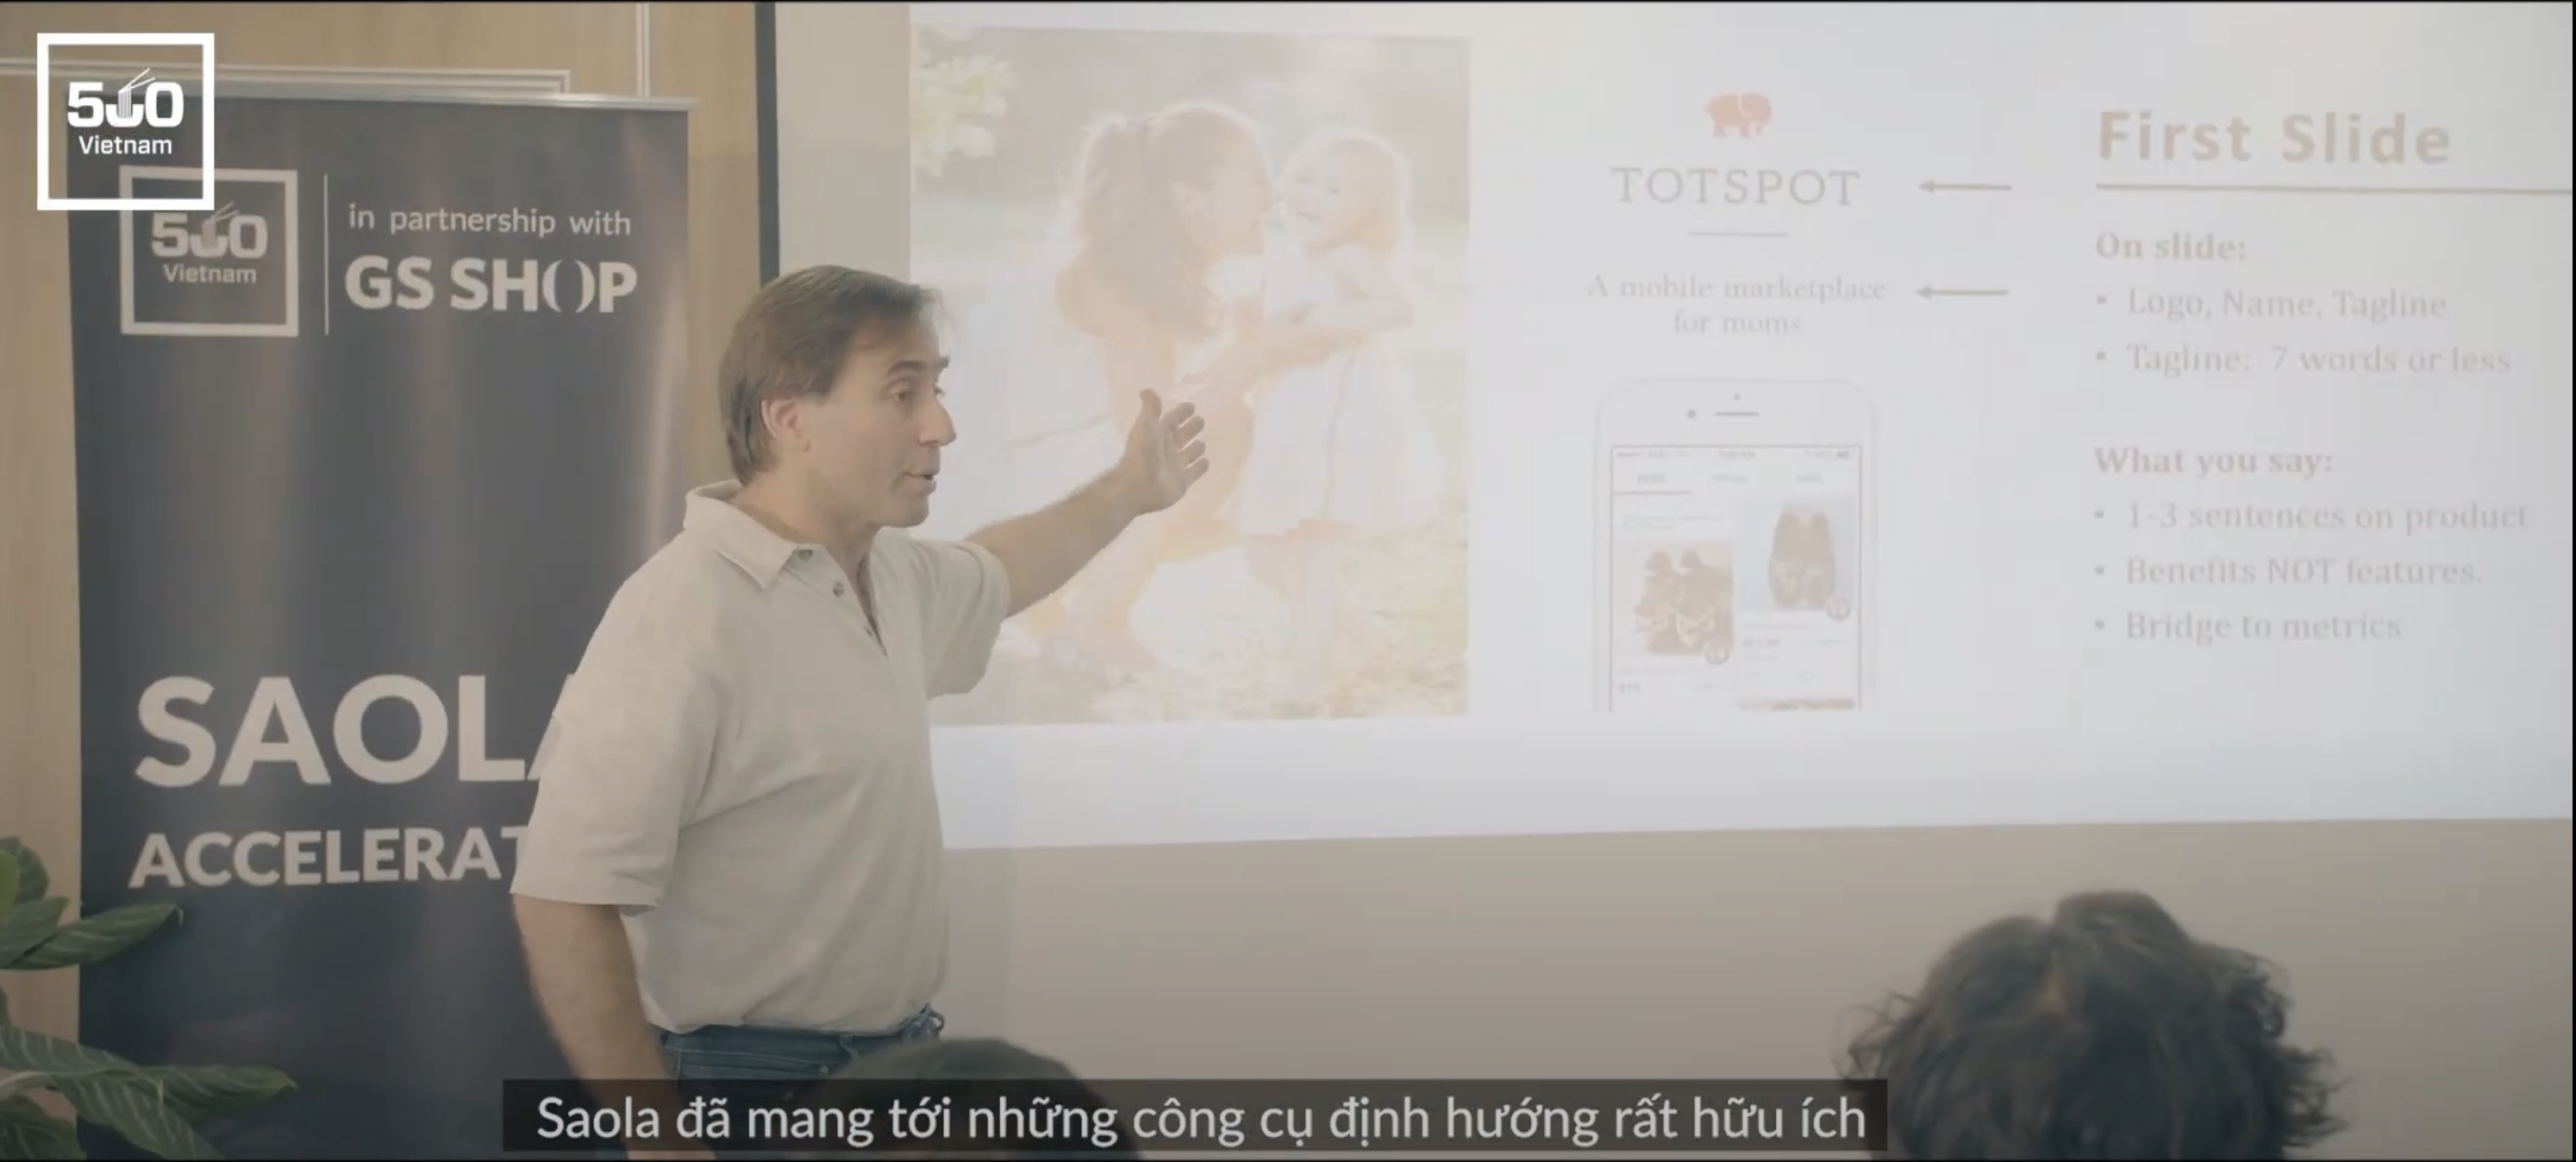 500
Vietnam
500
Vietnam
in partnership with
GS SHOP
SAOLA
ACCELERAT
TOTSPOT
A mobile marketplace
for moms
First Slide
On slide:
• Logo, Name, Tagline
• Tagline: 7 words or less
What you say:
• 1-3 sentences on product
• Benefits NOT features.
• Bridge to metrics
Saola đã mang tới những công cụ định hướng rất hữu ích